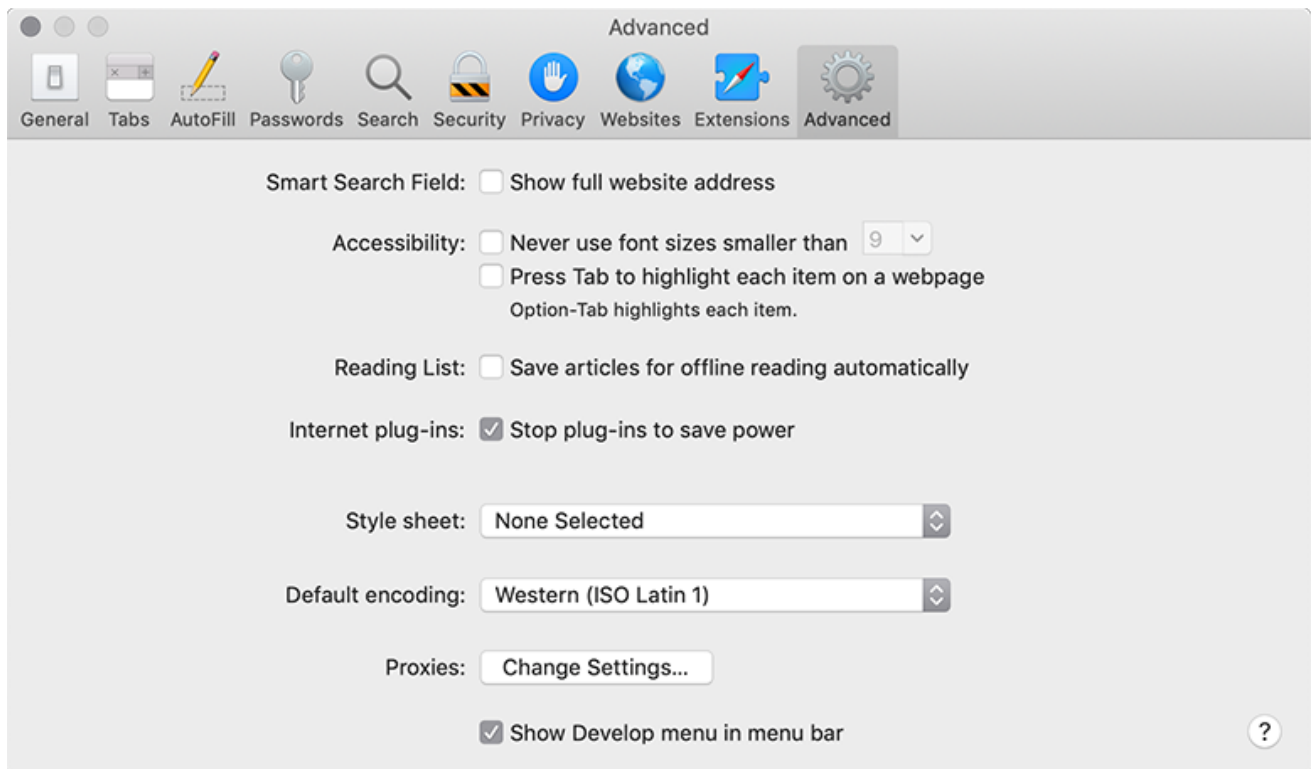 Advanced
General Tabs AutoFill Passwords Search Security Privacy Websites Extensions Advanced
Smart Search Field: Show full website address
Accessibility: Never use font sizes smaller than 9
Press Tab to highlight each item on a webpage
Option-Tab highlights each item.
Reading List: Save articles for offline reading automatically
Internet plug-ins: Stop plug-ins to save power
Style sheet: None Selected
Default encoding: Western (ISO Latin 1)
Proxies: Change Settings...
Show Develop menu in menu bar ?